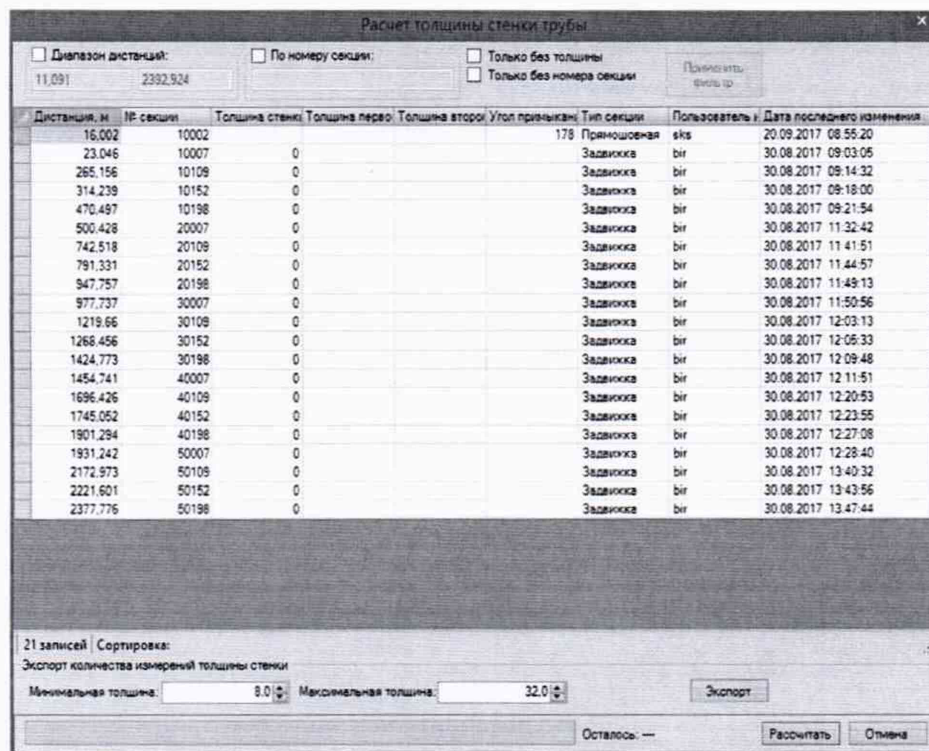 Расчет толщины стенки трубы
Диапазон дистанций:
По номеру секции:
Только без толщины
11,091 2392,924
Только без номера секции
Применить фильтр
Дистанция, м № секции Толщина стенк Толщина перво Толщина второг Угол примыкан Тип секции Пользователь и Дата последнего изменения
16,002 10002 178 Прямошовная sks 20.09.2017 08:55:20
23,046 10007 0 Задвижка bir 30.08.2017 09:03:05
265,156 10109 0 Задвижка bir 30.08.2017 09:14:32
314,239 10152 0 Задвижка bir 30.08.2017 09:18:00
470,497 10198 0 Задвижка bir 30.08.2017 09:21:54
500,428 20007 0 Задвижка bir 30.08.2017 11:32:42
742,518 20109 0 Задвижка bir 30.08.2017 11:41:51
791,331 20152 0 Задвижка bir 30.08.2017 11:44:57
947,757 20198 0 Задвижка bir 30.08.2017 11:49:13
977,737 30007 0 Задвижка bir 30.08.2017 11:50:56
1219,66 30109 0 Задвижка bir 30.08.2017 12:03:13
1268,456 30152 0 Задвижка bir 30.08.2017 12:05:33
1424,773 30198 0 Задвижка bir 30.08.2017 12:09:48
1454,741 40007 0 Задвижка bir 30.08.2017 12:11:51
1696,426 40109 0 Задвижка bir 30.08.2017 12:20:53
1745,052 40152 0 Задвижка bir 30.08.2017 12:23:55
1901,294 40198 0 Задвижка bir 30.08.2017 12:27:08
1931,242 50007 0 Задвижка bir 30.08.2017 12:28:40
2172,973 50109 0 Задвижка bir 30.08.2017 13:40:32
2221,601 50152 0 Задвижка bir 30.08.2017 13:43:56
2377,776 50198 0 Задвижка bir 30.08.2017 13:47:44
21 записей Сортировка:
Экспорт количества измерений толщины стенки
Минимальная толщина: 8.0 Максимальная толщина: 32.0 Экспорт
Осталось: — Рассчитать Отмена